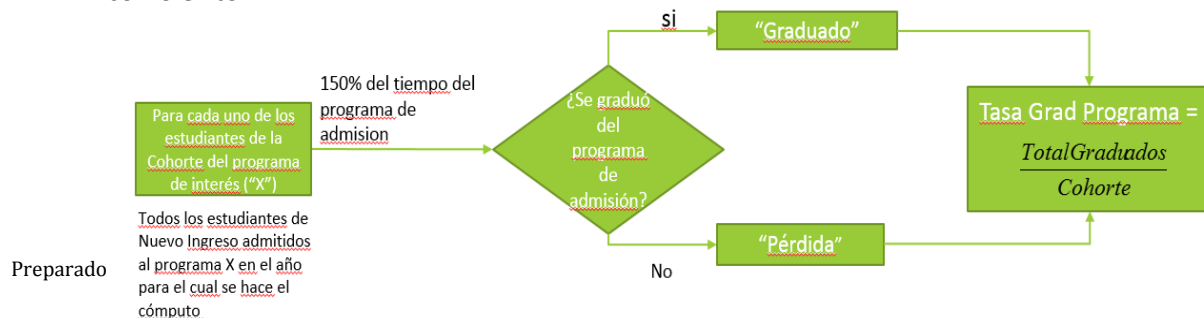 si
“Graduado”
150% del tiempo del
programa de
admision
Para cada uno de los
estudiantes de la
Cohorte del programa
de interés (“X”)
¿Se graduó
del
programa
de
admisión?
Tasa Grad Programa =
TotalGraduados
Cohorte
Todos los estudiantes de
Nuevo Ingreso admitidos
al programa X en el año
para el cual se hace el
cómputo
“Pérdida”
No
Preparado